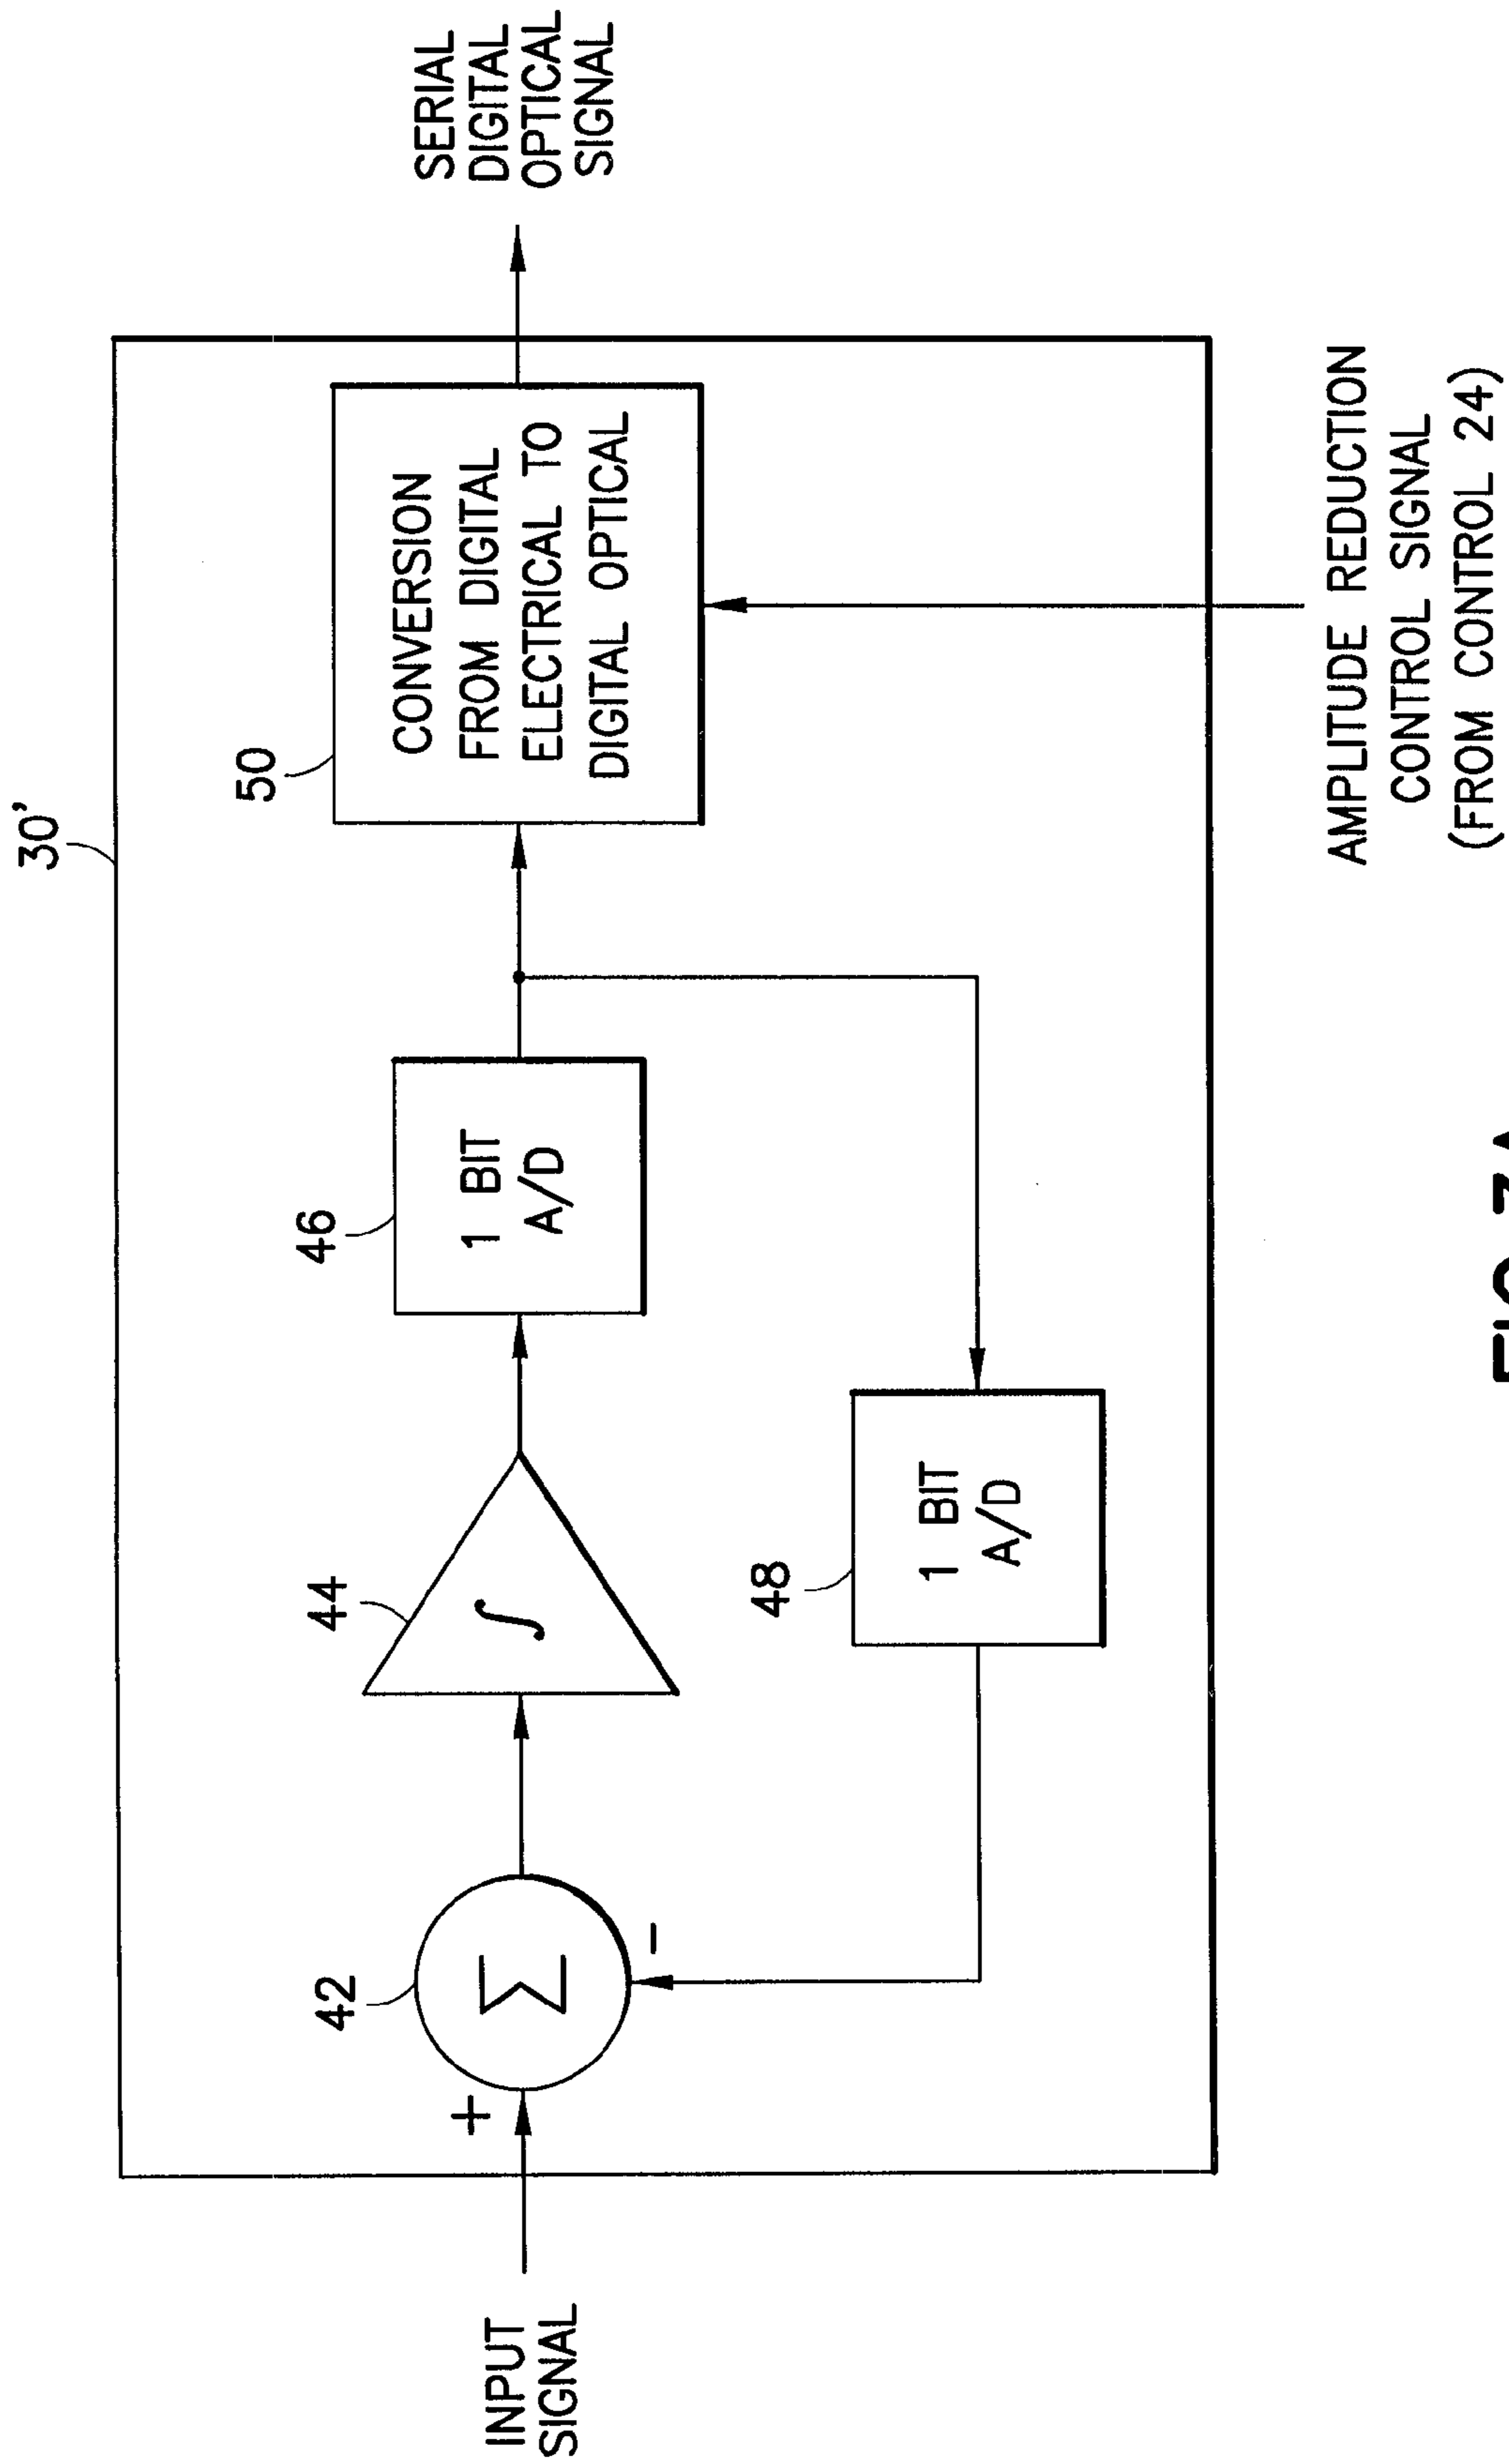 30'
INPUT
SIGNAL
+
42
Σ
-
44
∫
46
1 BIT
A/D
48
1 BIT
A/D
50
CONVERSION
FROM DIGITAL
ELECTRICAL TO
DIGITAL OPTICAL
SERIAL
DIGITAL
OPTICAL
SIGNAL
AMPLITUDE REDUCTION
CONTROL SIGNAL
(FROM CONTROL 24)